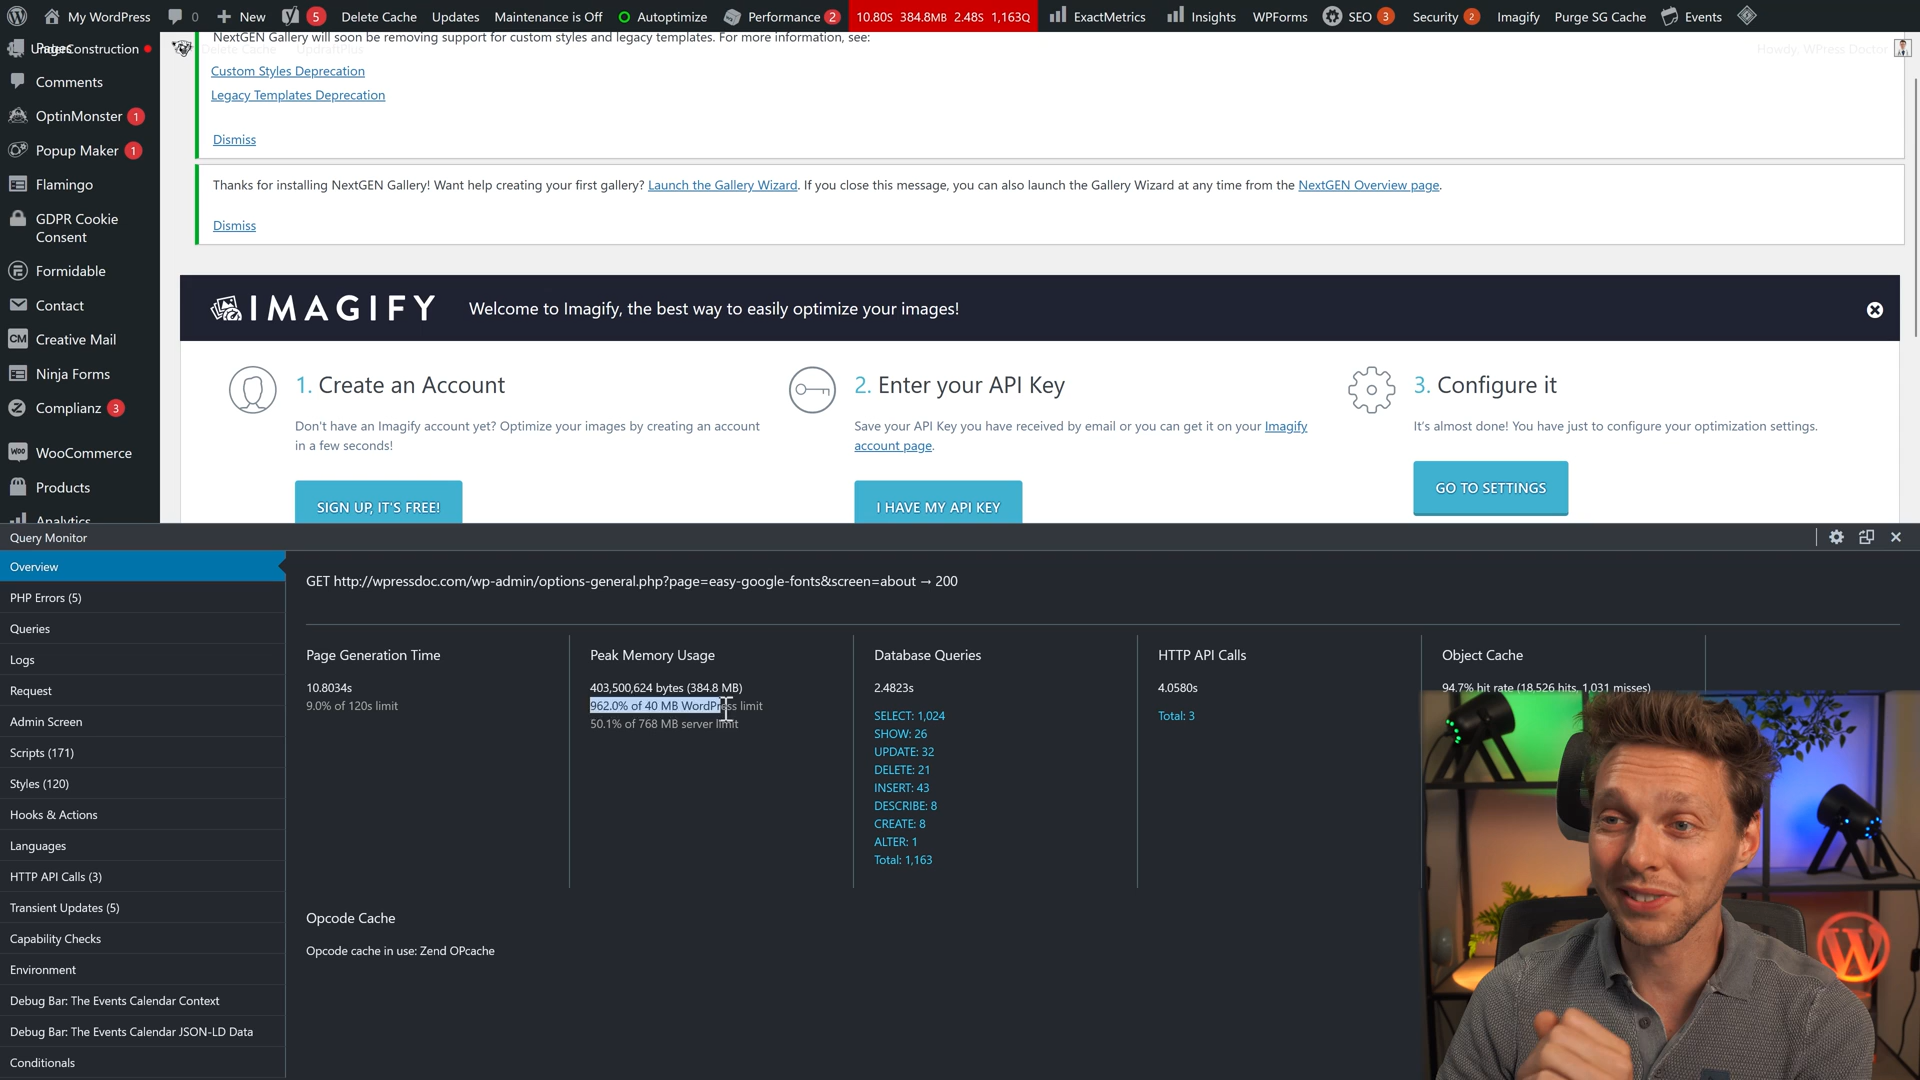 My WordPress
0
New
5
Delete Cache
Updates
Maintenance is Off
Autoptimize
Performance 2
10.80S 384.8MB 2.48S 1,163Q
ExactMetrics
Insights
WPForms
SEO 3
Security 2
Imagify
Purge SG Cache
Events
UnderConstruction
Pages
Delete Cache
UpdraftPlus
Howdy, WPress Doctor
Comments
OptinMonster 1
Popup Maker 1
Flamingo
GDPR Cookie
Consent
Formidable
Contact
CM Creative Mail
Ninja Forms
Complianz 3
WOO WooCommerce
Products
Analytics
NextGEN Gallery will soon be removing support for custom styles and legacy templates. For more information, see:
Custom Styles Deprecation
Legacy Templates Deprecation
Dismiss
Thanks for installing NextGEN Gallery! Want help creating your first gallery? Launch the Gallery Wizard. If you close this message, you can also launch the Gallery Wizard at any time from the NextGEN Overview page.
Dismiss
IMAGIFY
Welcome to Imagify, the best way to easily optimize your images!
1. Create an Account
Don't have an Imagify account yet? Optimize your images by creating an account
in a few seconds!
SIGN UP, IT'S FREE!
2. Enter your API Key
Save your API Key you have received by email or you can get it on your Imagify
account page.
I HAVE MY API KEY
3. Configure it
It's almost done! You have just to configure your optimization settings.
GO TO SETTINGS
Query Monitor
Overview
PHP Errors (5)
Queries
Logs
Request
Admin Screen
Scripts (171)
Styles (120)
Hooks & Actions
Languages
HTTP API Calls (3)
Transient Updates (5)
Capability Checks
Environment
Debug Bar: The Events Calendar Context
Debug Bar: The Events Calendar JSON-LD Data
Conditionals
GET http://wpressdoc.com/wp-admin/options-general.php?page=easy-google-fonts&screen=about → 200
Page Generation Time
10.8034s
9.0% of 120s limit
Peak Memory Usage
403,500,624 bytes (384.8 MB)
962.0% of 40 MB WordPress limit
50.1% of 768 MB server limit
Database Queries
2.4823s
SELECT: 1,024
SHOW: 26
UPDATE: 32
DELETE: 21
INSERT: 43
DESCRIBE: 8
CREATE: 8
ALTER: 1
Total: 1,163
HTTP API Calls
4.0580s
Total: 3
Object Cache
94.7% hit rate (18,526 hits, 1,031 misses)
Opcode Cache
Opcode cache in use: Zend OPcache